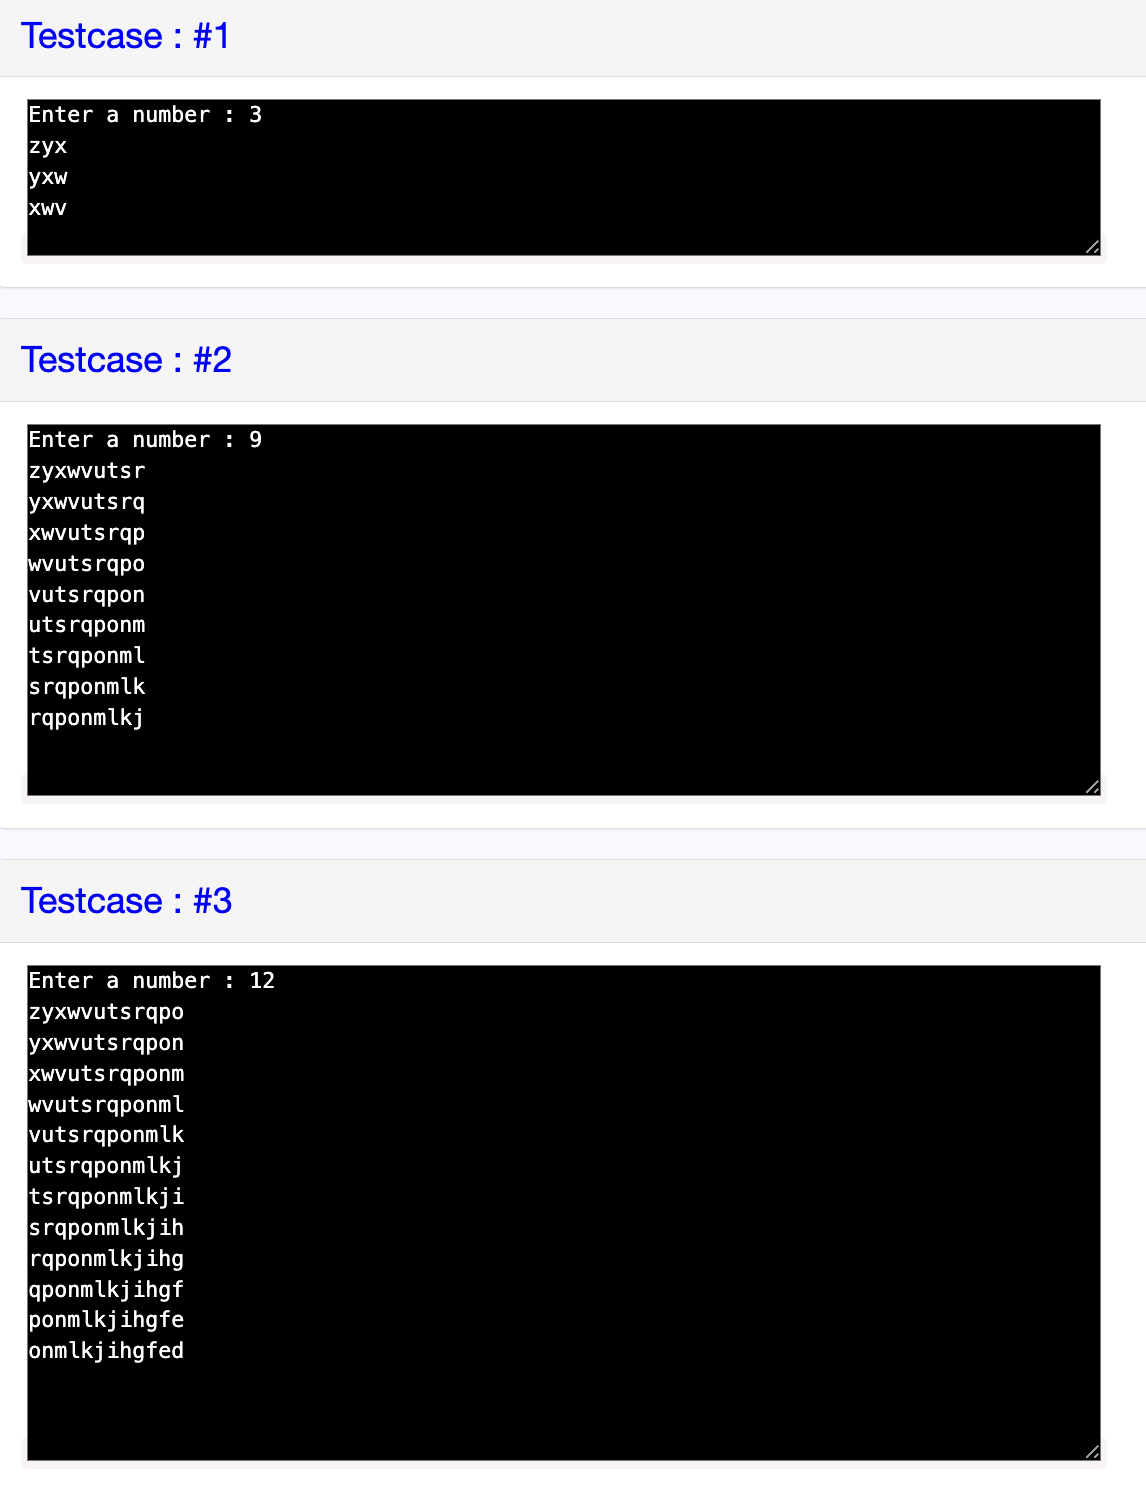 Testcase : #1
Enter a number : 3
zyx
yxw
xwv
Testcase : #2
Enter a number : 9
zyxwvutsr
yxwvutsrq
xwvutsrqp
wvutsrqpo
vutsrqpon
utsrqponm
tsrqponml
srqponmlk
rqponmlkj
Testcase : #3
Enter a number : 12
zyxwvutsrqpo
yxwvutsrqpon
xwvutsrqponm
wvutsrqponml
vutsrqponmlk
utsrqponmlkj
tsrqponmlkji
srqponmlkjih
rqponmlkjihg
qponmlkjihgf
ponmlkjihgfe
onmlkjihgfed